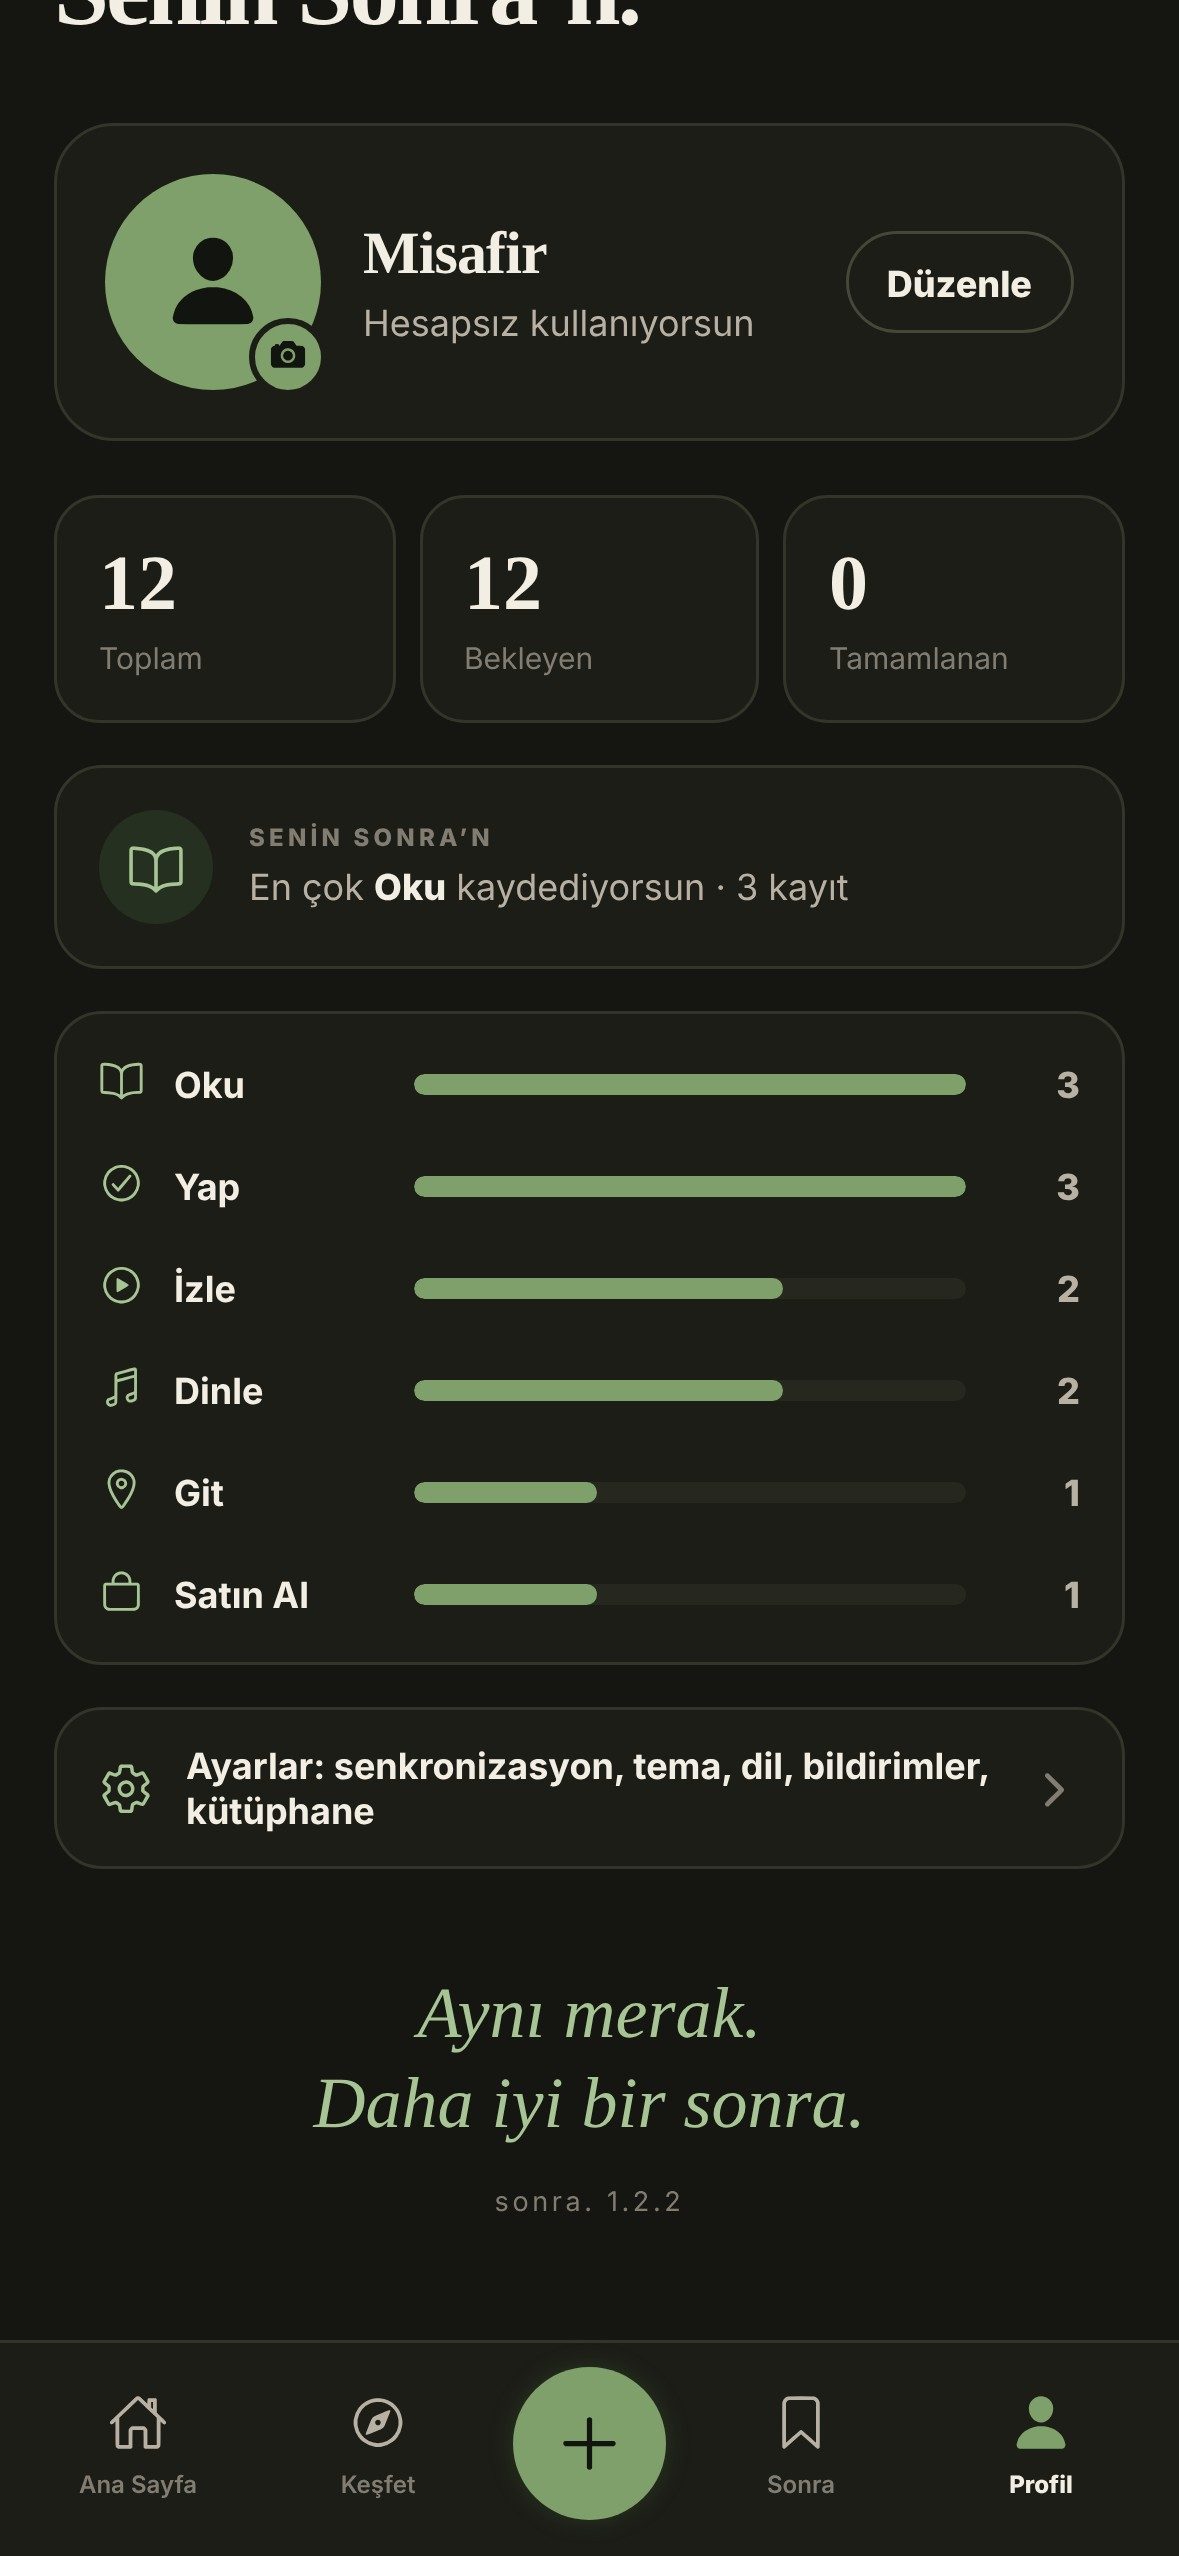 Senin Sonra'n.
Misafir
Hesapsız kullanıyorsun
Düzenle
12
Toplam
12
Bekleyen
0
Tamamlanan
SENİN SONRA’N
En çok Oku kaydediyorsun · 3 kayıt
Oku 3
Yap 3
İzle 2
Dinle 2
Git 1
Satın Al 1
Ayarlar: senkronizasyon, tema, dil, bildirimler,
kütüphane
Aynı merak.
Daha iyi bir sonra.
sonra. 1.2.2
Ana Sayfa
Keşfet
Sonra
Profil